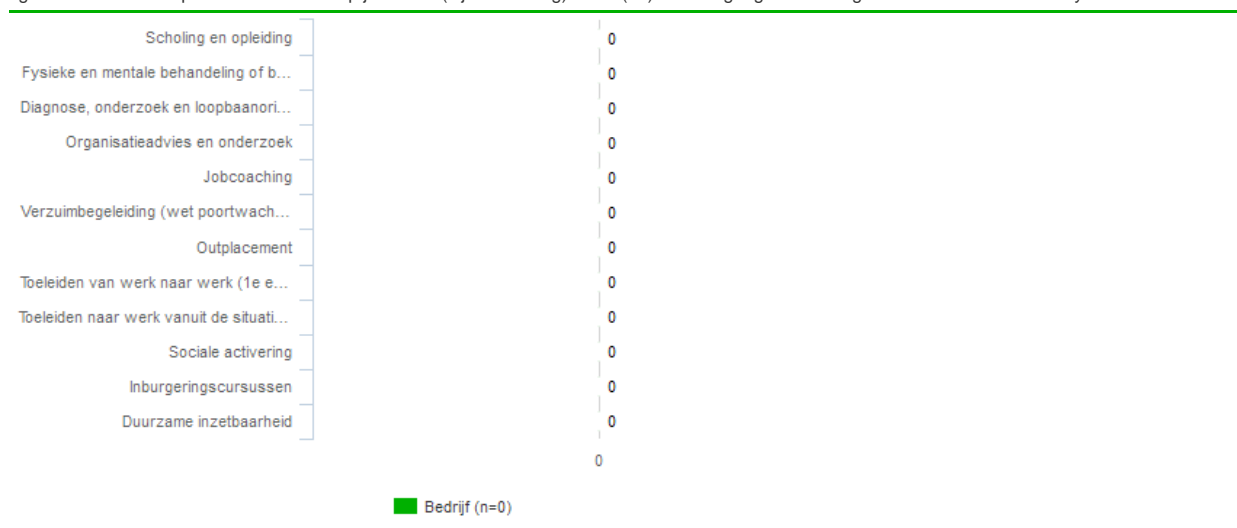 Scholing en opleiding 0
Fysieke en mentale behandeling of b... 0
Diagnose, onderzoek en loopbaanori... 0
Organisatieadvies en onderzoek 0
Jobcoaching 0
Verzuimbegeleiding (wet poortwach... 0
Outplacement 0
Toeleiden van werk naar werk (1e e... 0
Toeleiden naar werk vanuit de situati... 0
Sociale activering 0
Inburgeringscursussen 0
Duurzame inzetbaarheid 0
0
Bedrijf (n=0)